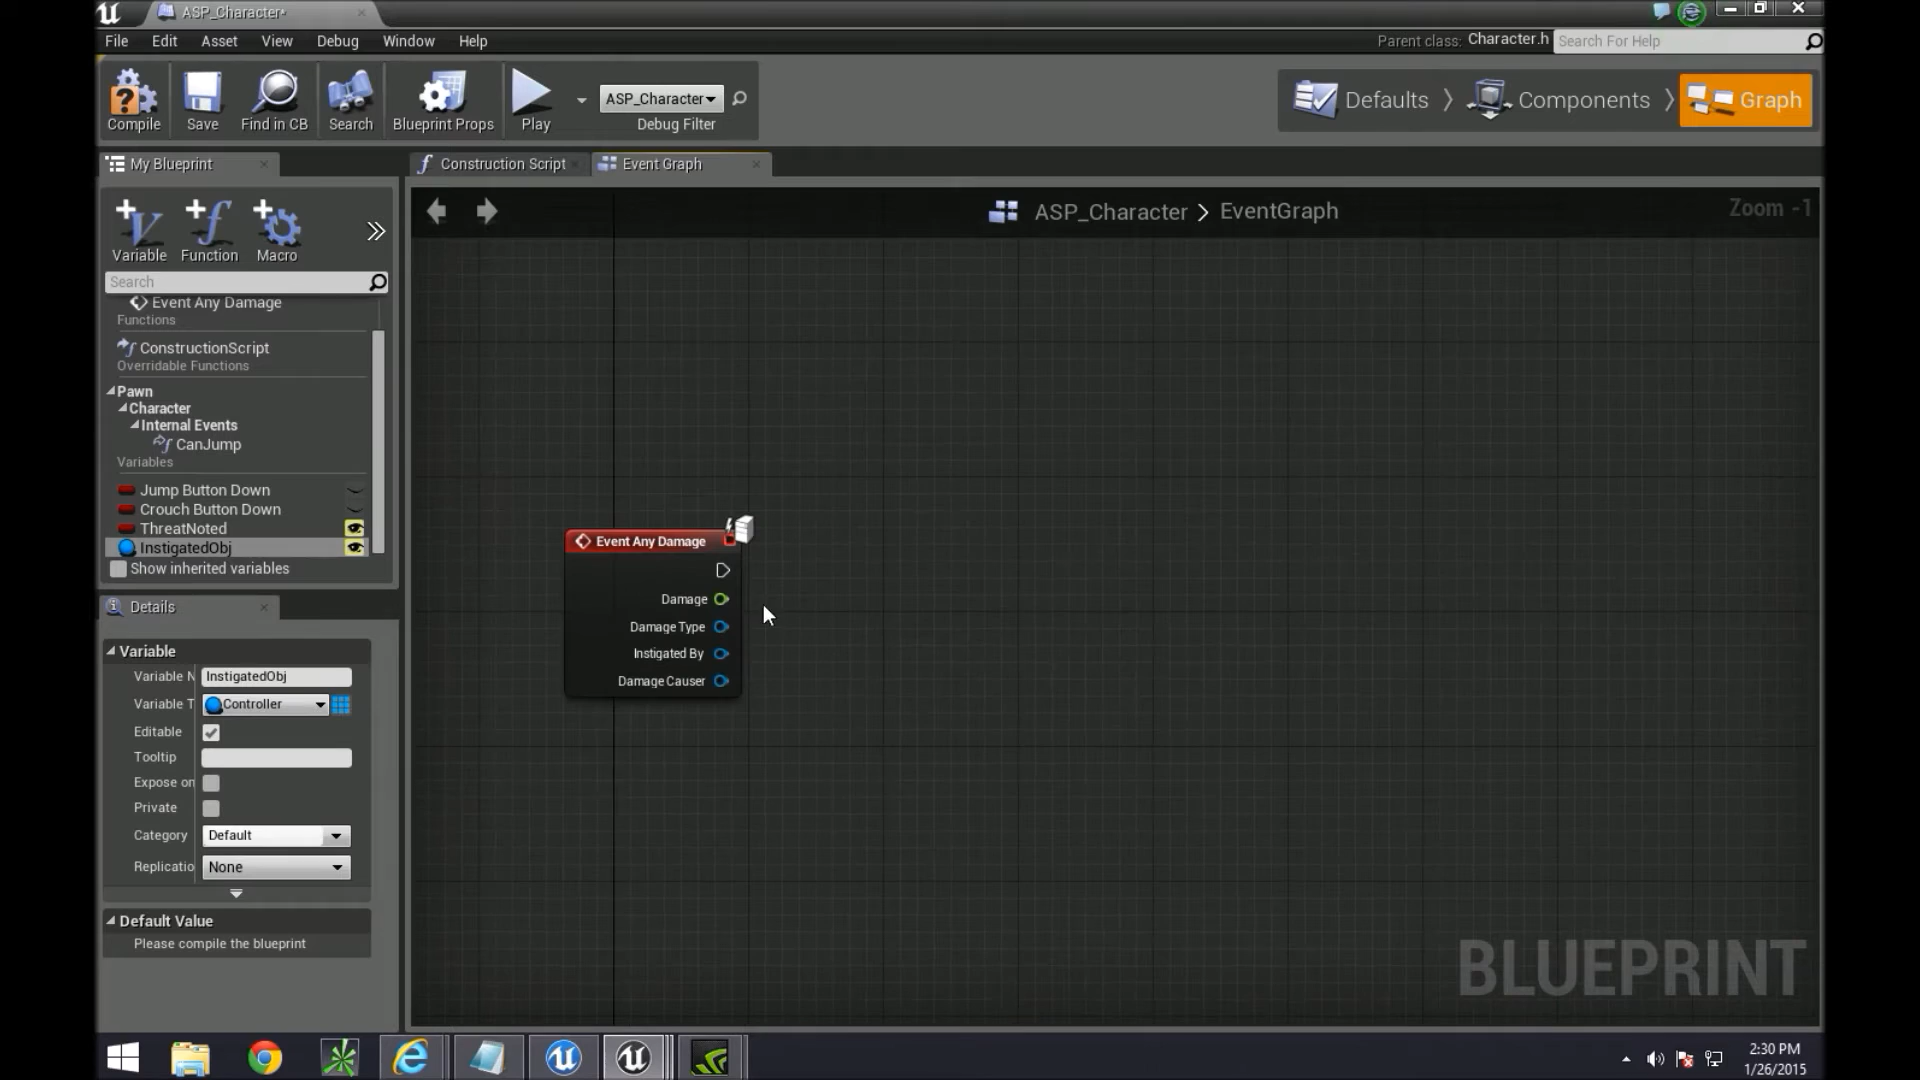 ASP_Character*
File Edit Asset View Debug Window Help
Parent class: Character.h Search For Help
Compile Save Find in CB Search Blueprint Props Play
ASP_Character
Debug Filter
Defaults Components Graph
My Blueprint
Construction Script Event Graph
Variable Function Macro
ASP_Character > EventGraph
Zoom -1
Search
Event Any Damage
Functions
ConstructionScript
Overridable Functions
Pawn
Character
Internal Events
CanJump
Variables
Jump Button Down
Crouch Button Down
ThreatNoted
InstigatedObj
Show inherited variables
Event Any Damage
Damage
Damage Type
Instigated By
Damage Causer
Details
Variable
Variable N InstigatedObj
Variable T Controller
Editable
Tooltip
Expose on
Private
Category Default
Replicatio None
Default Value
Please compile the blueprint
BLUEPRINT
2:30 PM
1/26/2015